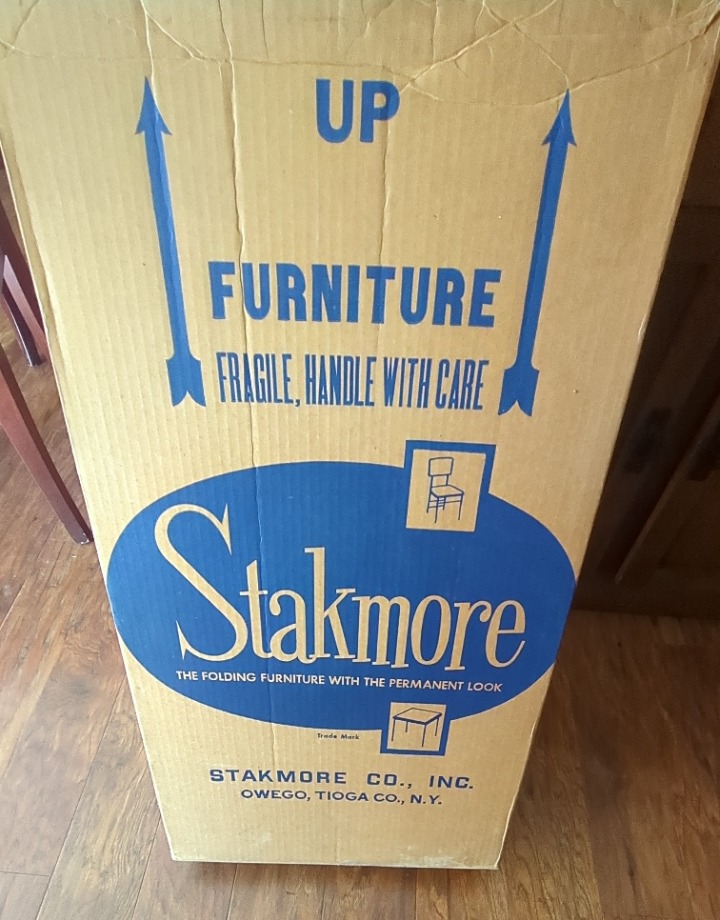 UP
FURNITURE
FRAGILE, HANDLE WITH CARE
Stakmore
THE FOLDING FURNITURE WITH THE PERMANENT LOOK
Trade Mark
STAKMORE CO., INC.
OWEGO, TIOGA CO., N.Y.